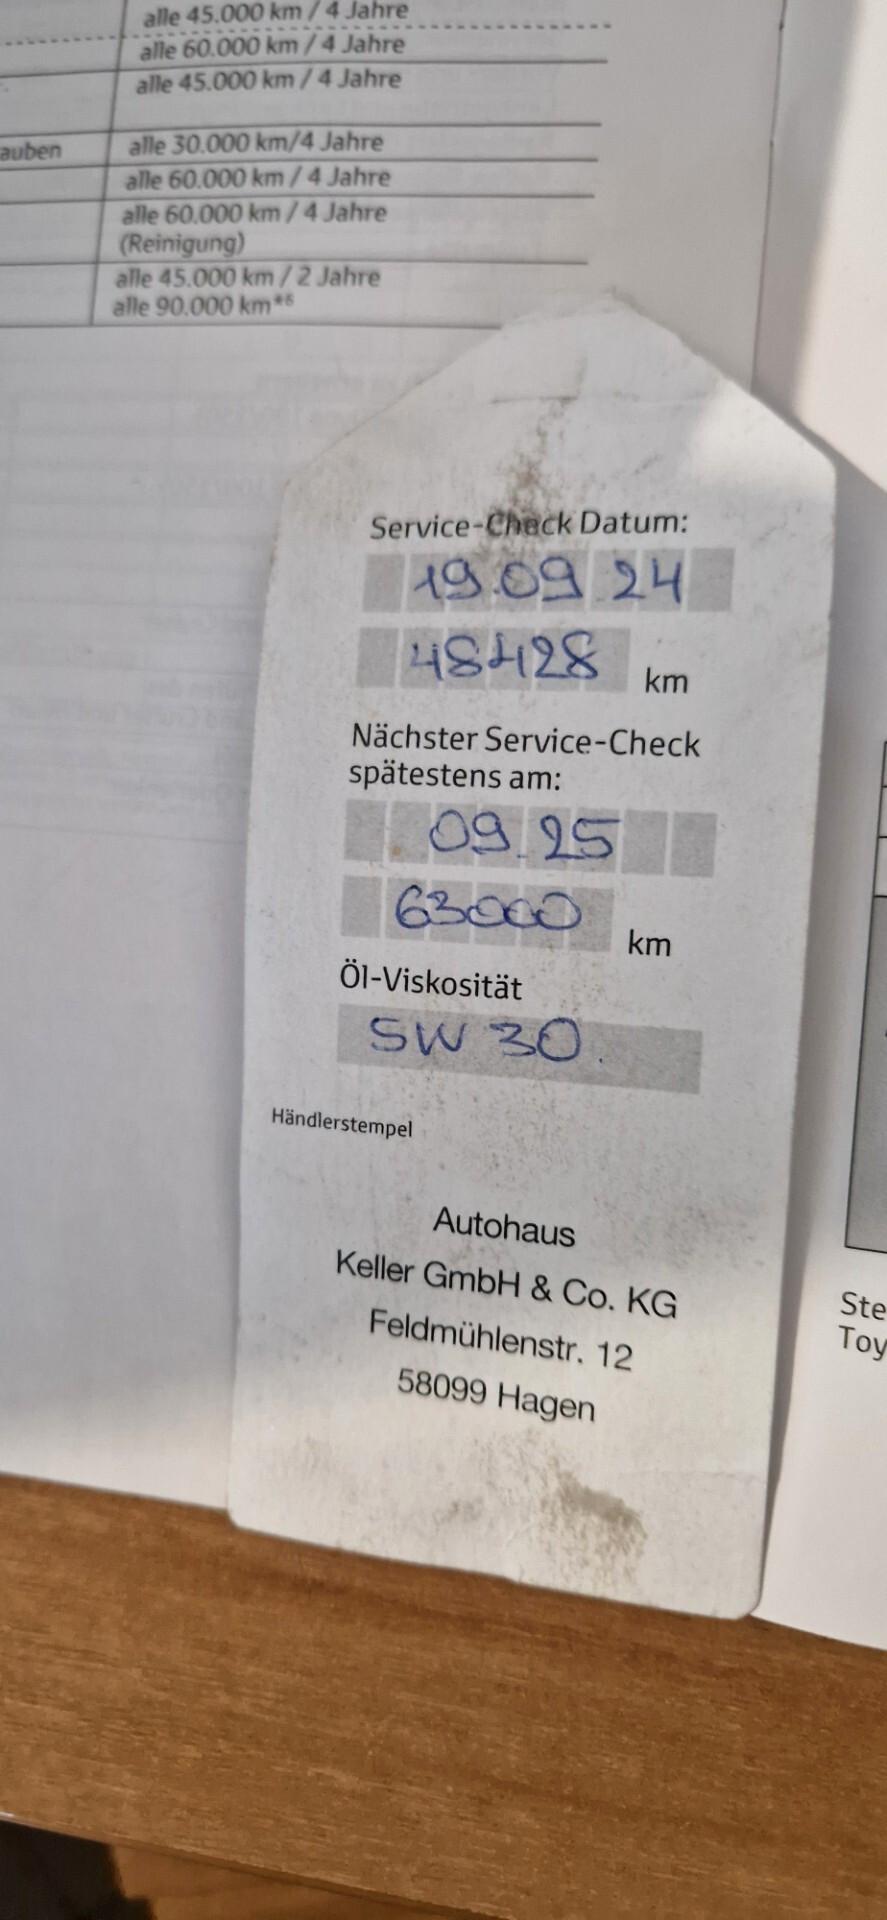 alle 45.000 km / 4 Jahre
alle 60.000 km / 4 Jahre
alle 45.000 km / 4 Jahre
auben alle 30.000 km/4 Jahre
alle 60.000 km / 4 Jahre
alle 60.000 km / 4 Jahre
(Reinigung)
alle 45.000 km / 2 Jahre
alle 90.000 km*6
Service-Check Datum:
19.09.24
48428 km
Nächster Service-Check
spätestens am:
09.25
63000 km
Öl-Viskosität
5W 30.
Händlerstempel
Autohaus
Keller GmbH & Co. KG
Feldmühlenstr. 12
58099 Hagen
Ste
Toy